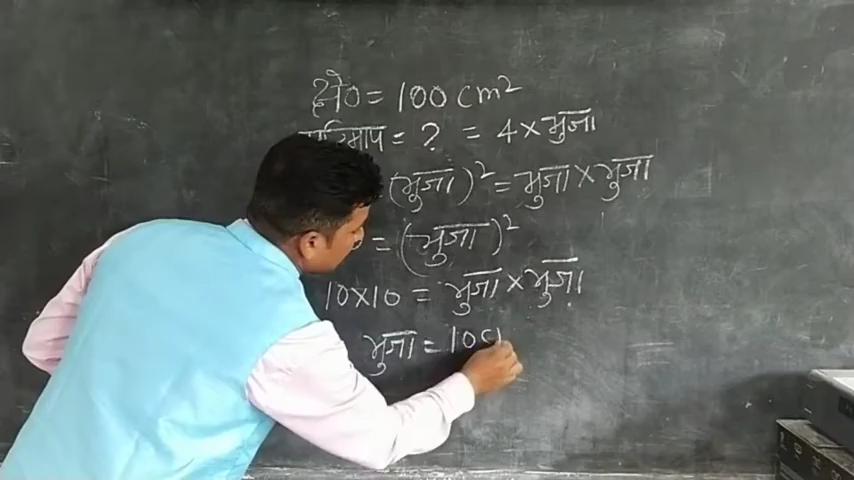 क्षे० = 100 cm²
परिमाप = ? = 4 × भुजा
(भुजा)² = भुजा × भुजा
= (भुजा)²
10 × 10 = भुजा × भुजा
भुजा = 10 c